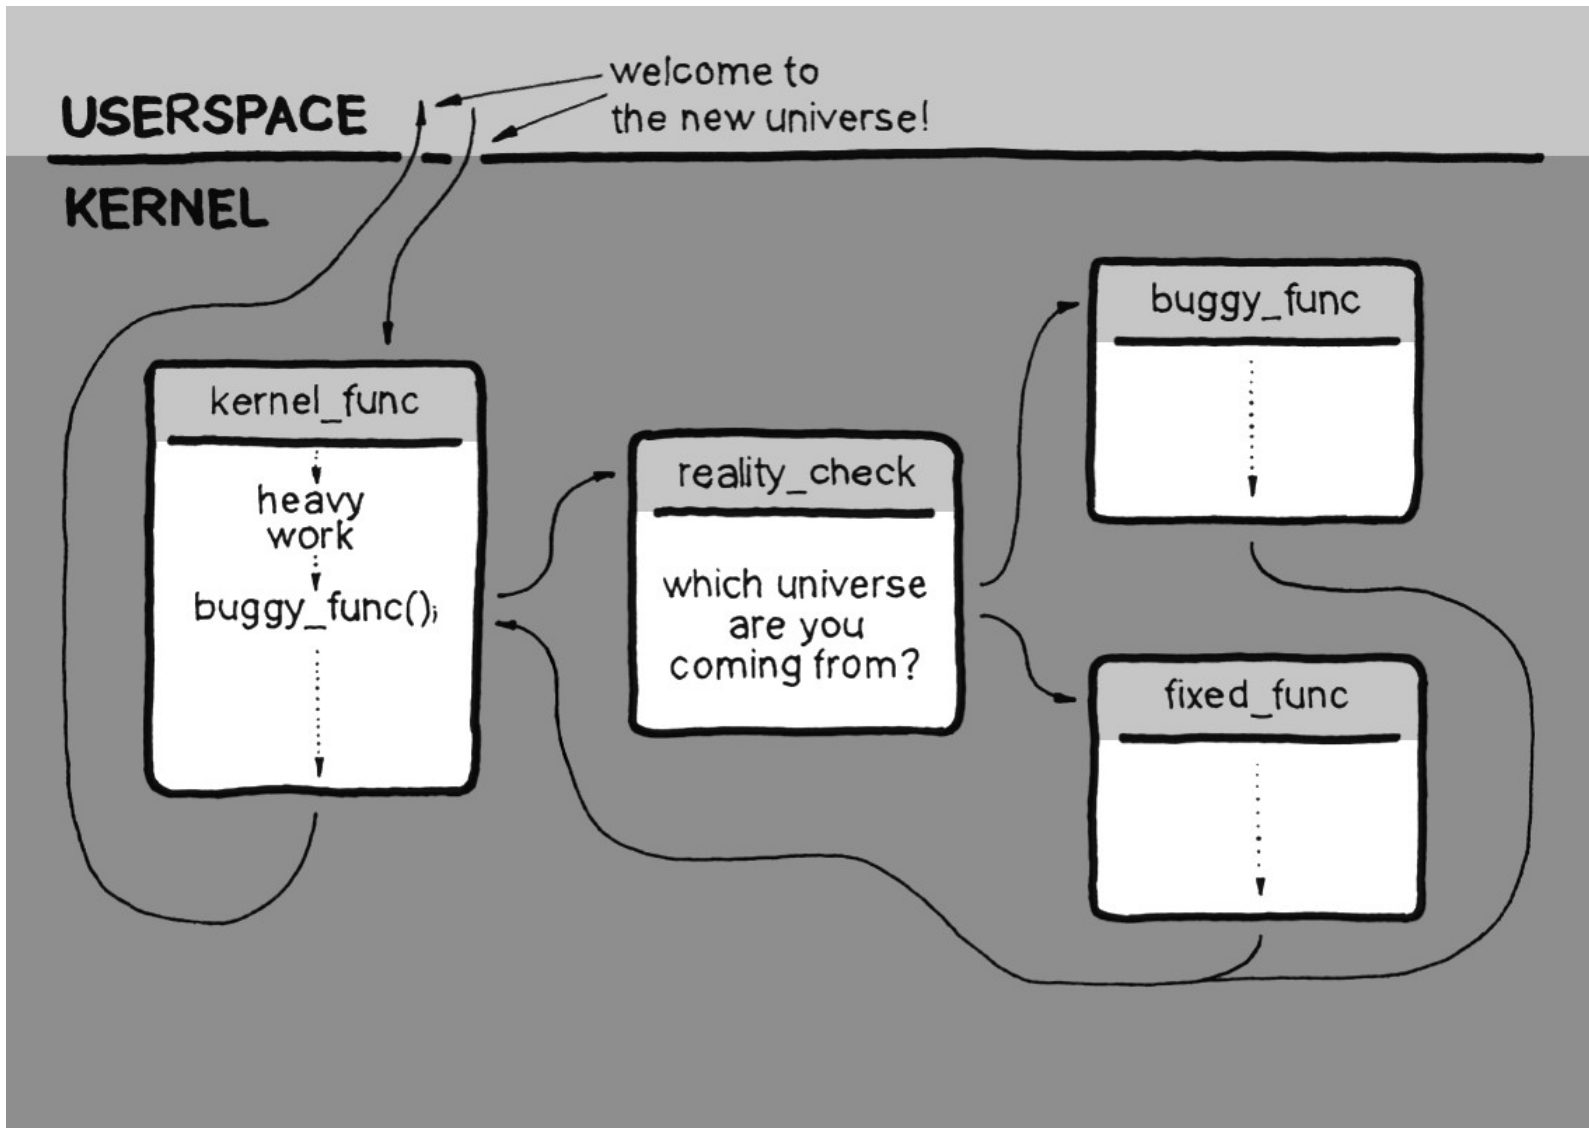 welcome to
the new universe!
USERSPACE
KERNEL
kernel_func
heavy
work
buggy_func();
reality_check
which universe
are you
coming from?
buggy_func
fixed_func